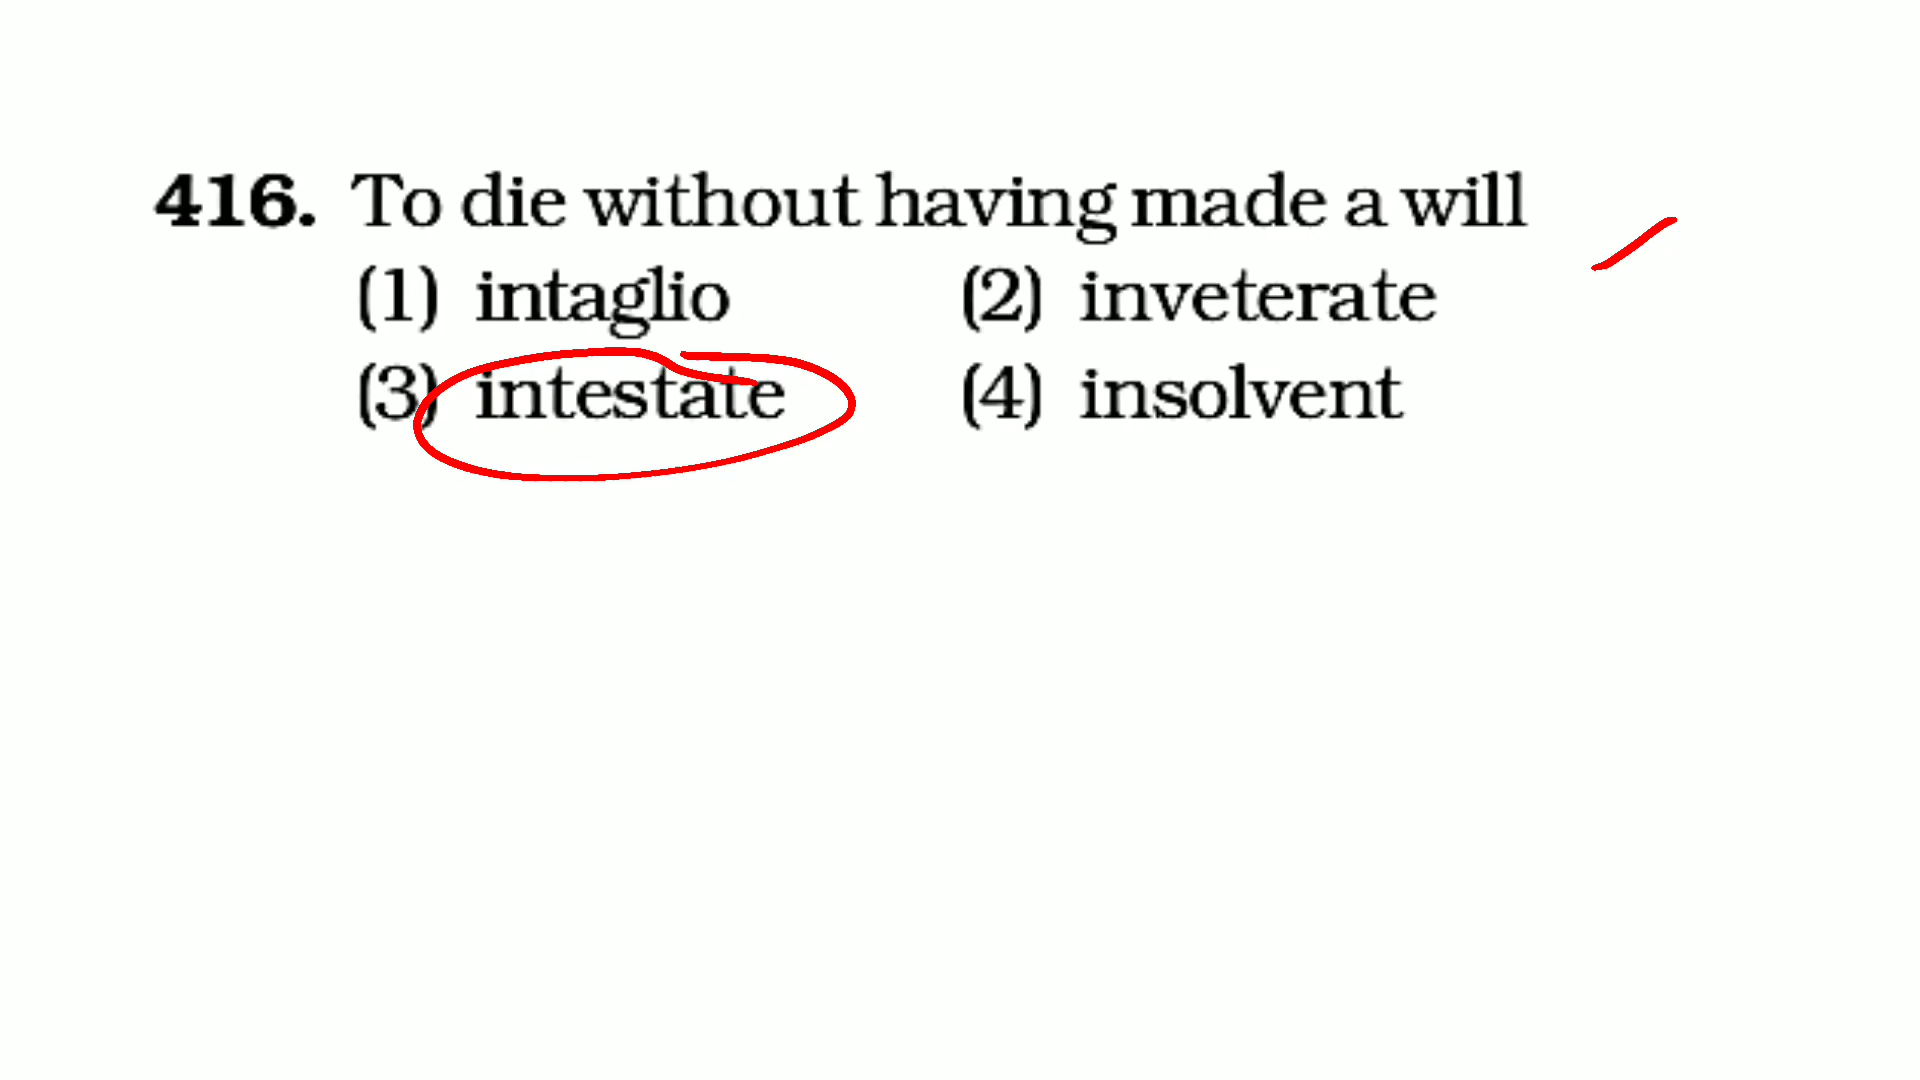 416. To die without having made a will
(1) intaglio (2) inveterate
(3) intestate (4) insolvent